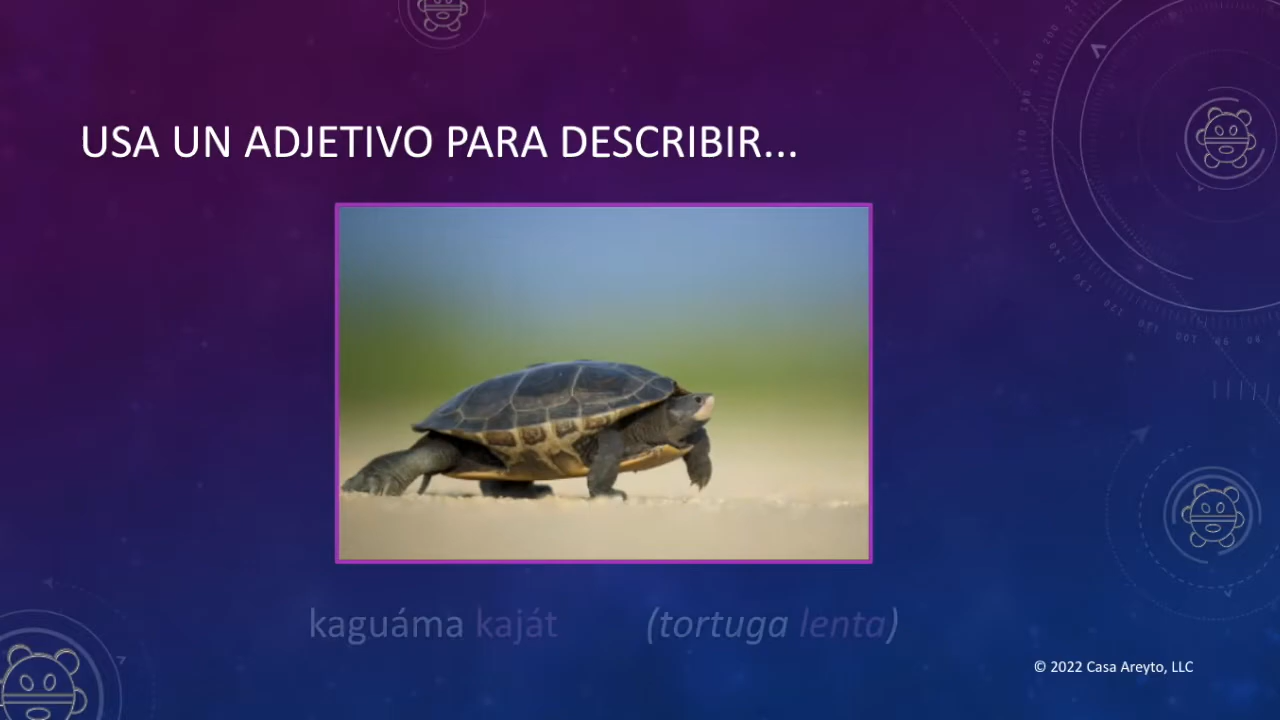 USA UN ADJETIVO PARA DESCRIBIR...
kaguáma kaját (tortuga lenta)
© 2022 Casa Areyto, LLC